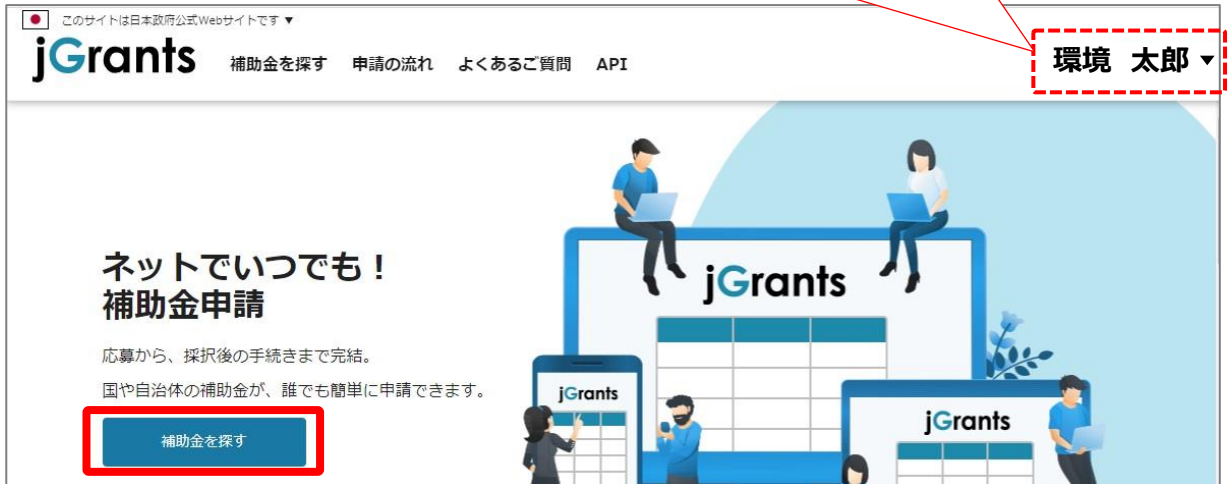 このサイトは日本政府公式Webサイトです ▼
jGrants 補助金を探す 申請の流れ よくあるご質問 API
環境 太郎 ▼
ネットでいつでも！
補助金申請
応募から、採択後の手続きまで完結。
国や自治体の補助金が、誰でも簡単に申請できます。
補助金を探す
jGrants
jGrants
jGrants